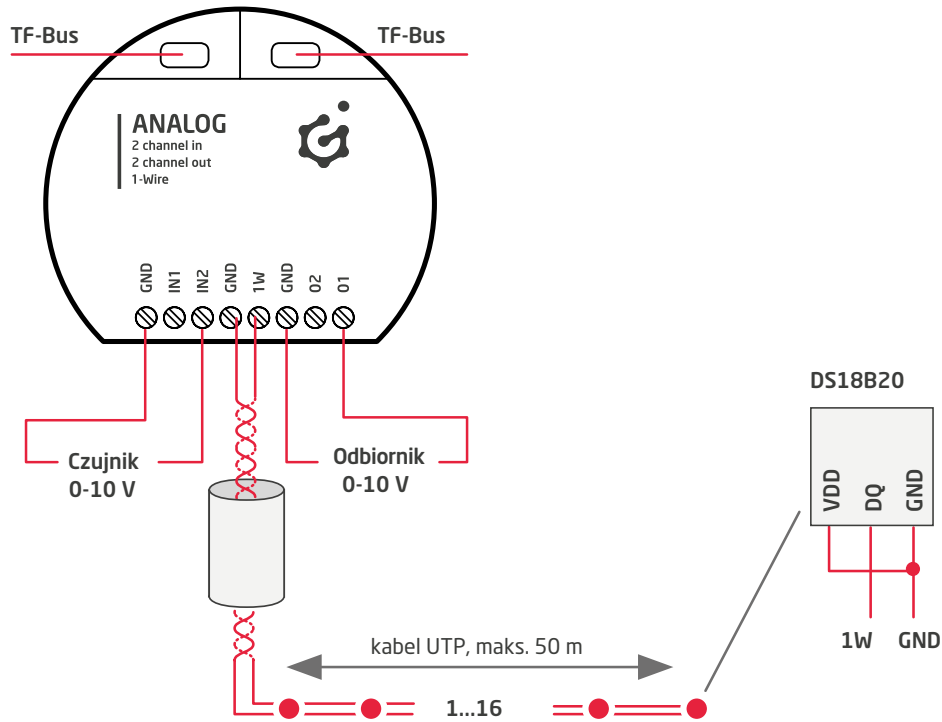 TF-Bus
TF-Bus
ANALOG
2 channel in
2 channel out
1-Wire
GND
IN1
IN2
GND
1W
GND
O2
O1
Czujnik
0-10 V
Odbiornik
0-10 V
DS18B20
VDD
DQ
GND
1W
GND
kabel UTP, maks. 50 m
1...16